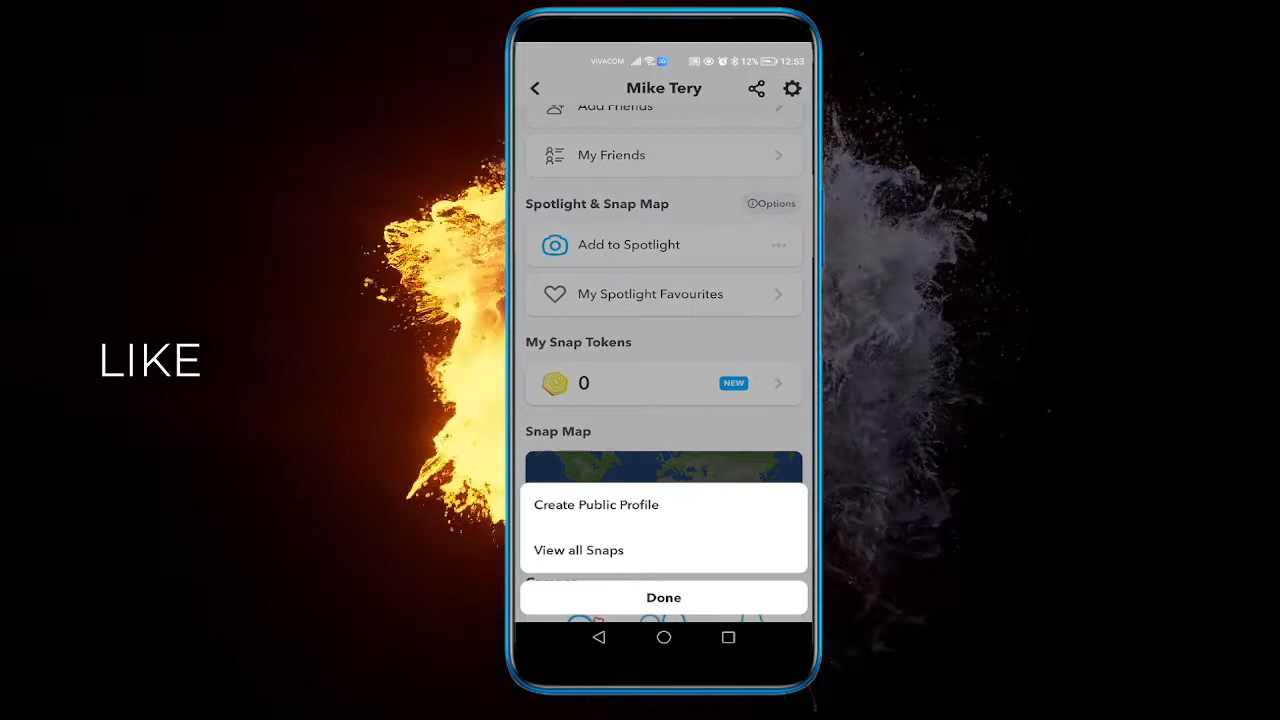 VIVACOM 12% 12:53
Mike Tery
Add Friends
My Friends
Spotlight & Snap Map Options
Add to Spotlight
My Spotlight Favourites
My Snap Tokens
0 NEW
Snap Map
LIKE
Create Public Profile
View all Snaps
Done